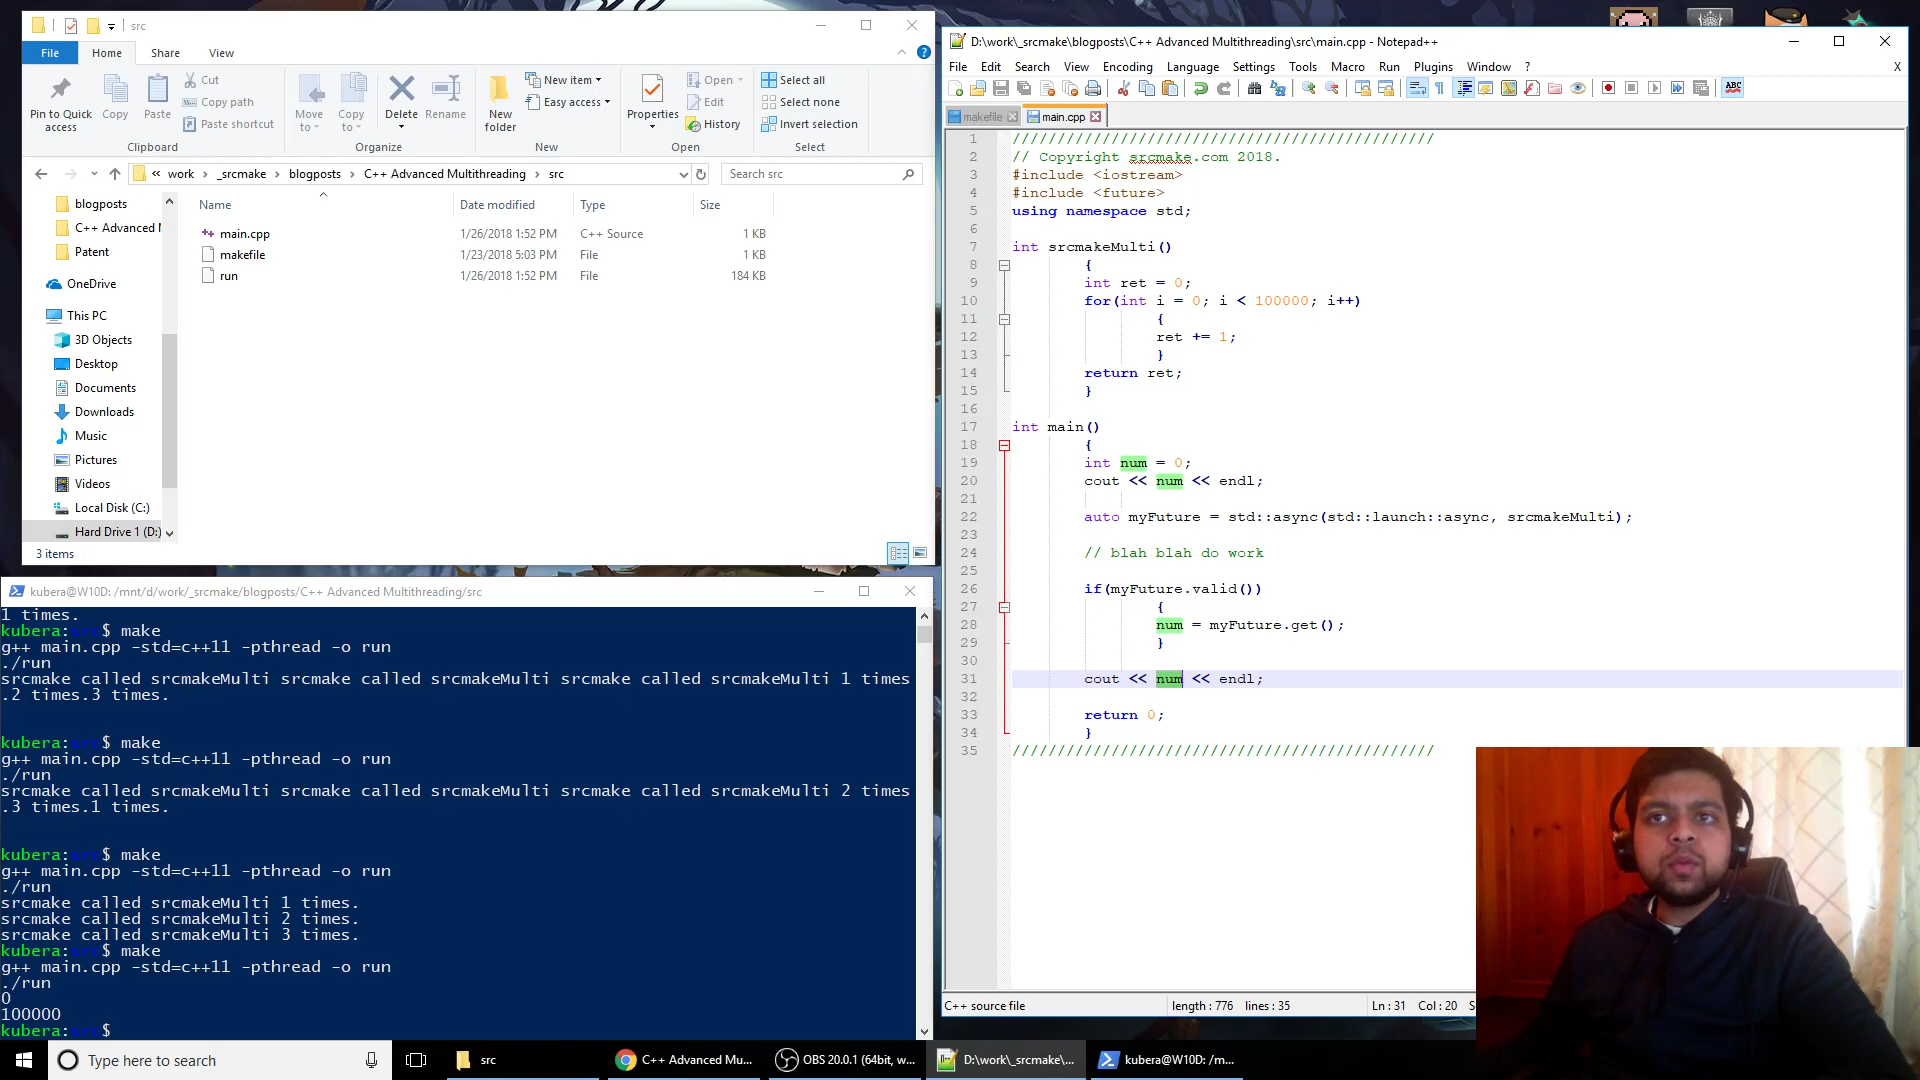 src
File Home Share View
Pin to Quick access
Copy
Paste
Cut
Copy path
Paste shortcut
Clipboard
Move to
Copy to
Delete
Rename
Organize
New folder
New item
Easy access
New
Properties
Open
Edit
History
Open
Select all
Select none
Invert selection
Select
« work › _srcmake › blogposts › C++ Advanced Multithreading › src
Search src
Name Date modified Type Size
main.cpp 1/26/2018 1:52 PM C++ Source 1 KB
makefile 1/23/2018 5:03 PM File 1 KB
run 1/26/2018 1:52 PM File 184 KB
blogposts
C++ Advanced
Patent
OneDrive
This PC
3D Objects
Desktop
Documents
Downloads
Music
Pictures
Videos
Local Disk (C:)
Hard Drive 1 (D:)
3 items
kubera@W10D: /mnt/d/work/_srcmake/blogposts/C++ Advanced Multithreading/src
1 times.
kubera:src$ make
g++ main.cpp -std=c++11 -pthread -o run
./run
srcmake called srcmakeMulti srcmake called srcmakeMulti srcmake called srcmakeMulti 1 times
.2 times.3 times.
kubera:src$ make
g++ main.cpp -std=c++11 -pthread -o run
./run
srcmake called srcmakeMulti srcmake called srcmakeMulti srcmake called srcmakeMulti 2 times
.3 times.1 times.
kubera:src$ make
g++ main.cpp -std=c++11 -pthread -o run
./run
srcmake called srcmakeMulti 1 times.
srcmake called srcmakeMulti 2 times.
srcmake called srcmakeMulti 3 times.
kubera:src$ make
g++ main.cpp -std=c++11 -pthread -o run
./run
0
100000
kubera:src$
D:\work\_srcmake\blogposts\C++ Advanced Multithreading\src\main.cpp - Notepad++
File Edit Search View Encoding Language Settings Tools Macro Run Plugins Window ? X
ABC
makefile main.cpp
1 //////////////////////////////////////////////
2 // Copyright srcmake.com 2018.
3 #include <iostream>
4 #include <future>
5 using namespace std;
6
7 int srcmakeMulti()
8 {
9 int ret = 0;
10 for(int i = 0; i < 100000; i++)
11 {
12 ret += 1;
13 }
14 return ret;
15 }
16
17 int main()
18 {
19 int num = 0;
20 cout << num << endl;
21
22 auto myFuture = std::async(std::launch::async, srcmakeMulti);
23
24 // blah blah do work
25
26 if(myFuture.valid())
27 {
28 num = myFuture.get();
29 }
30
31 cout << num << endl;
32
33 return 0;
34 }
35 //////////////////////////////////////////////
C++ source file length : 776 lines : 35 Ln : 31 Col : 20 S
Type here to search
src
C++ Advanced Mu...
OBS 20.0.1 (64bit, w...
D:\work\_srcmake\...
kubera@W10D: /m...